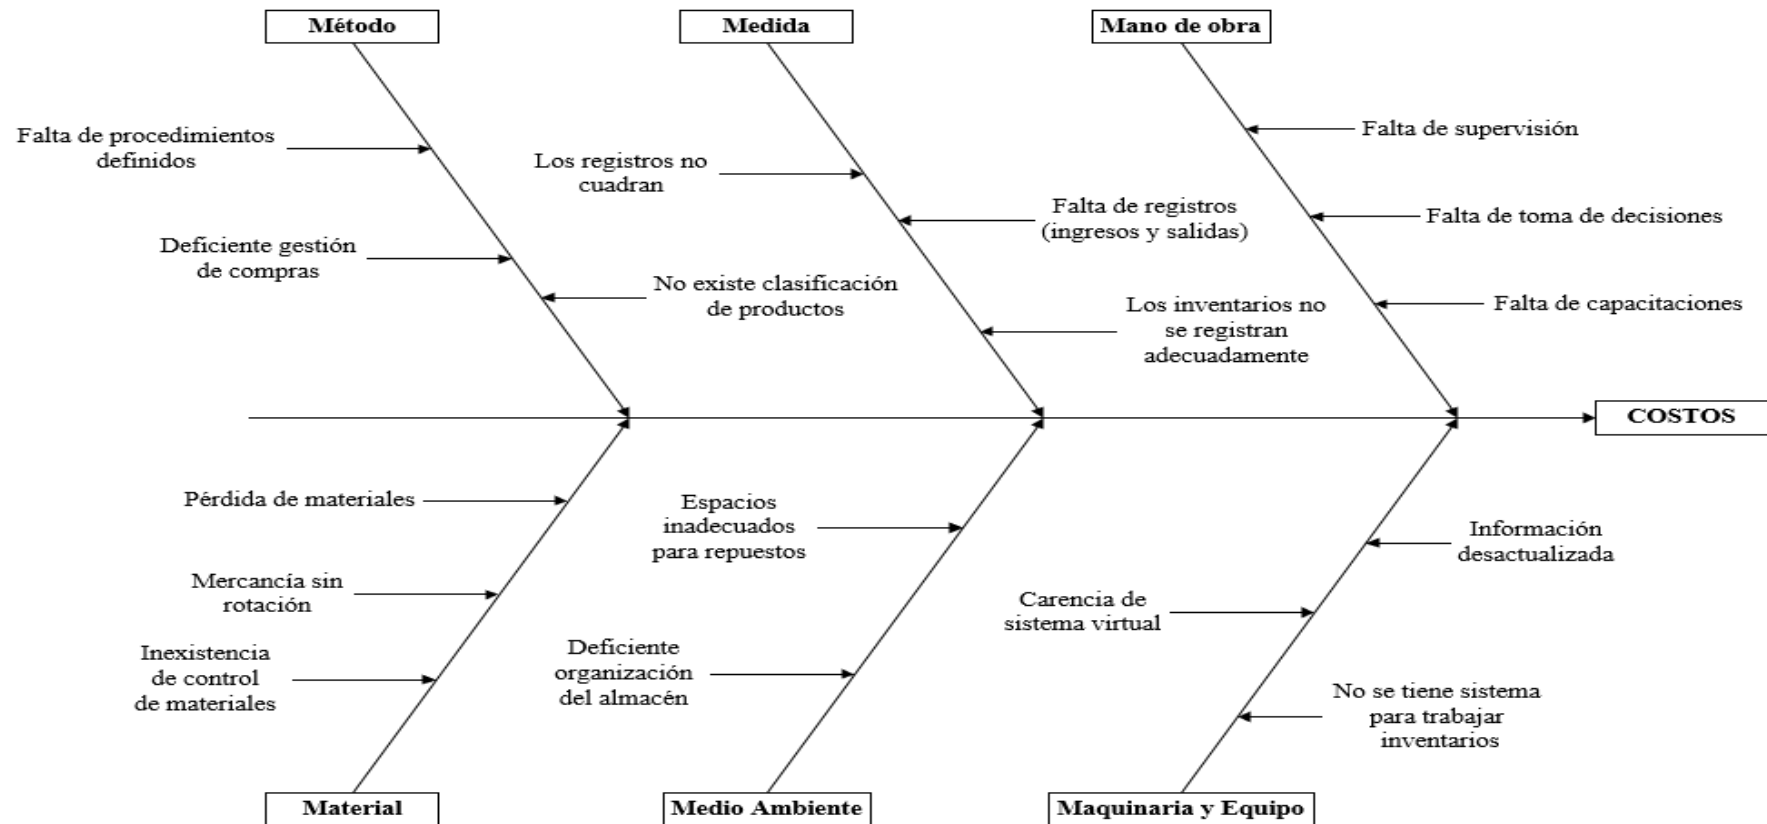 Método
Medida
Mano de obra
Falta de procedimientos
definidos
Deficiente gestión
de compras
No existe clasificación
de productos
Los registros no
cuadran
Falta de registros
(ingresos y salidas)
Los inventarios no
se registran
adecuadamente
Falta de supervisión
Falta de toma de decisiones
Falta de capacitaciones
COSTOS
Pérdida de materiales
Mercancía sin
rotación
Inexistencia
de control
de materiales
Espacios
inadecuados
para repuestos
Deficiente
organización
del almacén
Información
desactualizada
Carencia de
sistema virtual
No se tiene sistema
para trabajar
inventarios
Material
Medio Ambiente
Maquinaria y Equipo